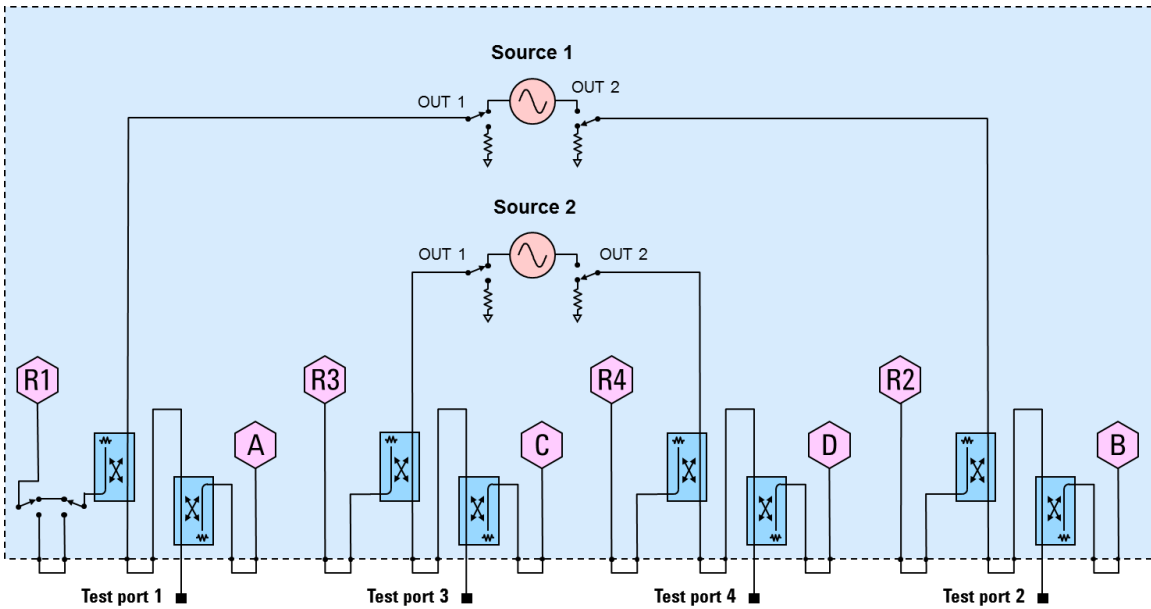 Source 1
OUT 1
OUT 2
Source 2
OUT 1
OUT 2
R1
R3
R4
R2
A
C
D
B
Test port 1
Test port 3
Test port 4
Test port 2